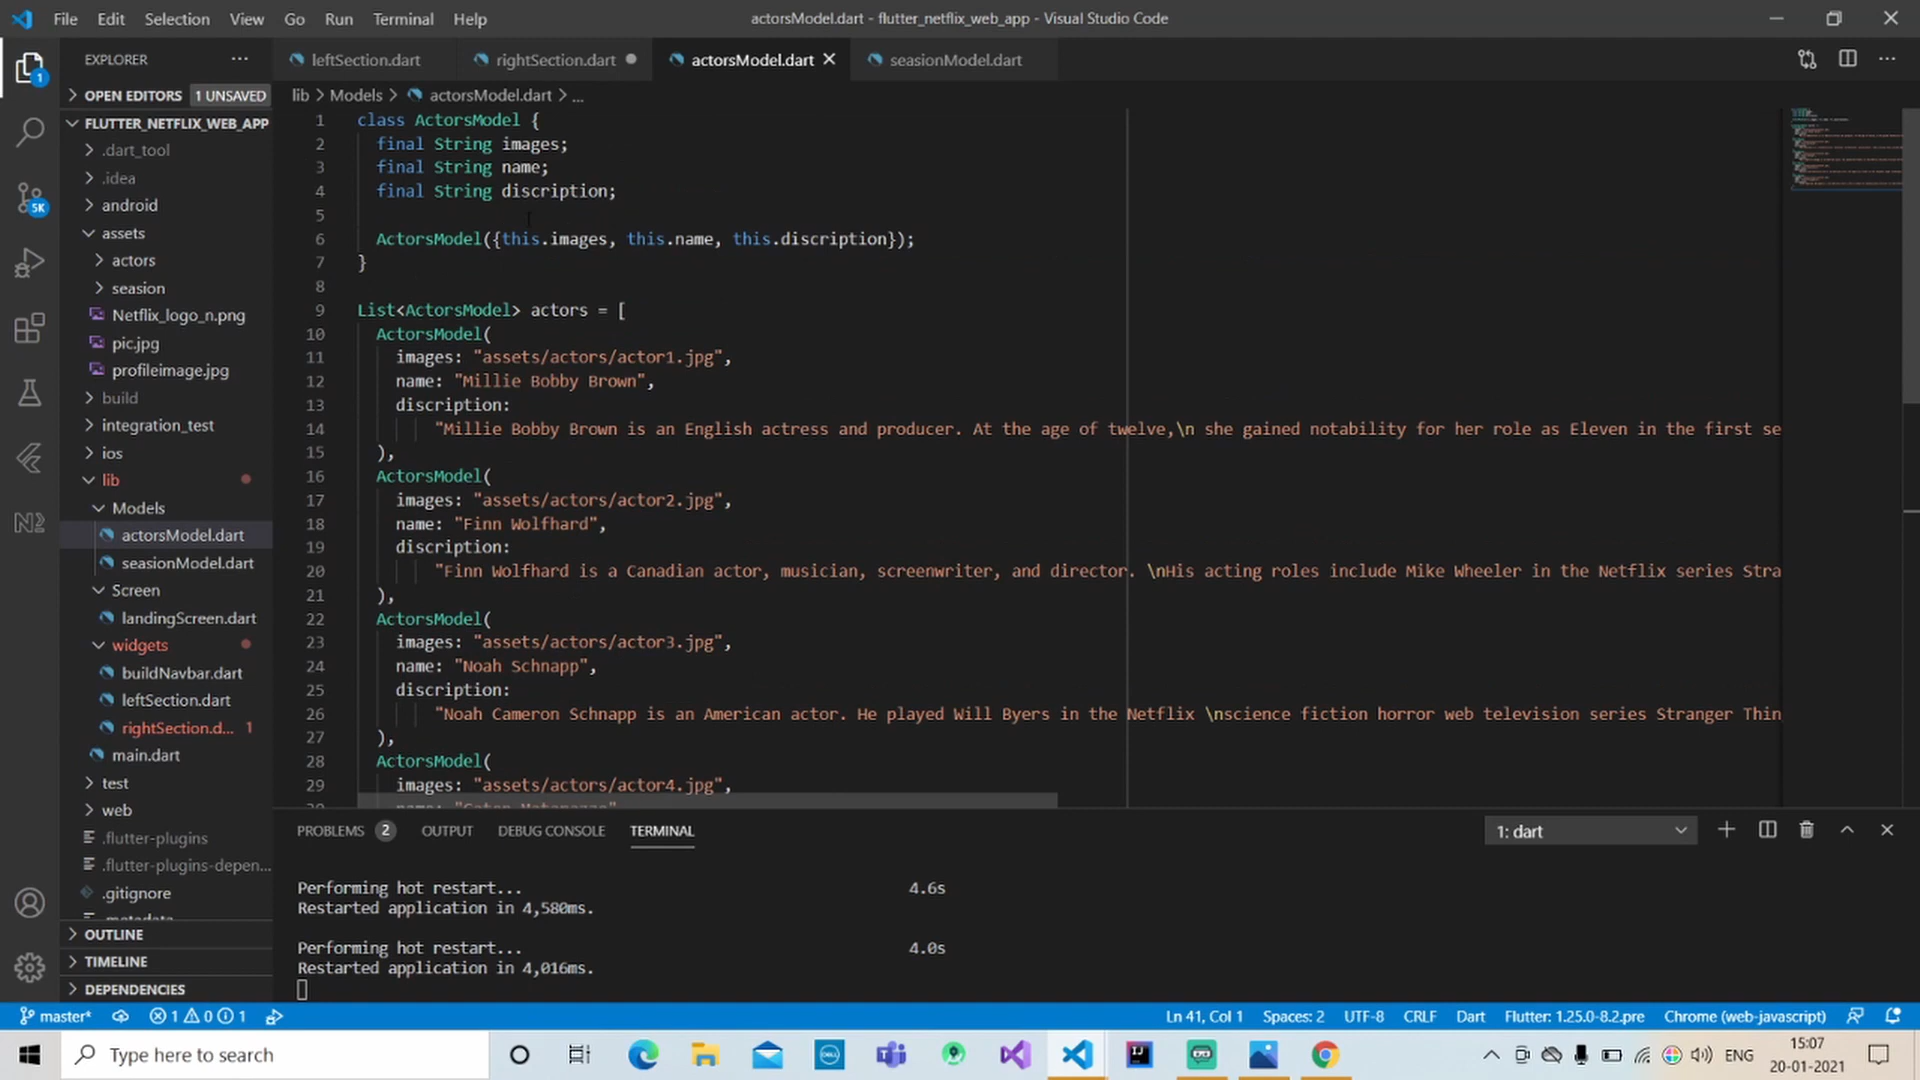 File Edit Selection View Go Run Terminal Help
actorsModel.dart - flutter_netflix_web_app - Visual Studio Code
EXPLORER
leftSection.dart
rightSection.dart
actorsModel.dart
seasionModel.dart
OPEN EDITORS 1 UNSAVED
lib > Models > actorsModel.dart > ...
FLUTTER_NETFLIX_WEB_APP
.dart_tool
.idea
android
assets
actors
seasion
Netflix_logo_n.png
pic.jpg
profileimage.jpg
build
integration_test
ios
lib
Models
actorsModel.dart
seasionModel.dart
Screen
landingScreen.dart
widgets
buildNavbar.dart
leftSection.dart
rightSection.d... 1
main.dart
test
web
.flutter-plugins
.flutter-plugins-depen...
.gitignore
.metadata
OUTLINE
TIMELINE
DEPENDENCIES
1
5K
1 class ActorsModel {
2 final String images;
3 final String name;
4 final String discription;
5
6 ActorsModel({this.images, this.name, this.discription});
7 }
8
9 List<ActorsModel> actors = [
10 ActorsModel(
11 images: "assets/actors/actor1.jpg",
12 name: "Millie Bobby Brown",
13 discription:
14 "Millie Bobby Brown is an English actress and producer. At the age of twelve,\n she gained notability for her role as Eleven in the first se
15 ),
16 ActorsModel(
17 images: "assets/actors/actor2.jpg",
18 name: "Finn Wolfhard",
19 discription:
20 "Finn Wolfhard is a Canadian actor, musician, screenwriter, and director. \nHis acting roles include Mike Wheeler in the Netflix series Stra
21 ),
22 ActorsModel(
23 images: "assets/actors/actor3.jpg",
24 name: "Noah Schnapp",
25 discription:
26 "Noah Cameron Schnapp is an American actor. He played Will Byers in the Netflix \nscience fiction horror web television series Stranger Thin
27 ),
28 ActorsModel(
29 images: "assets/actors/actor4.jpg",
PROBLEMS 2 OUTPUT DEBUG CONSOLE TERMINAL
1: dart
Performing hot restart... 4.6s
Restarted application in 4,580ms.
Performing hot restart... 4.0s
Restarted application in 4,016ms.
master* 1 0 1
Ln 41, Col 1 Spaces: 2 UTF-8 CRLF Dart Flutter: 1.25.0-8.2.pre Chrome (web-javascript)
Type here to search
DELL
ENG
15:07
20-01-2021